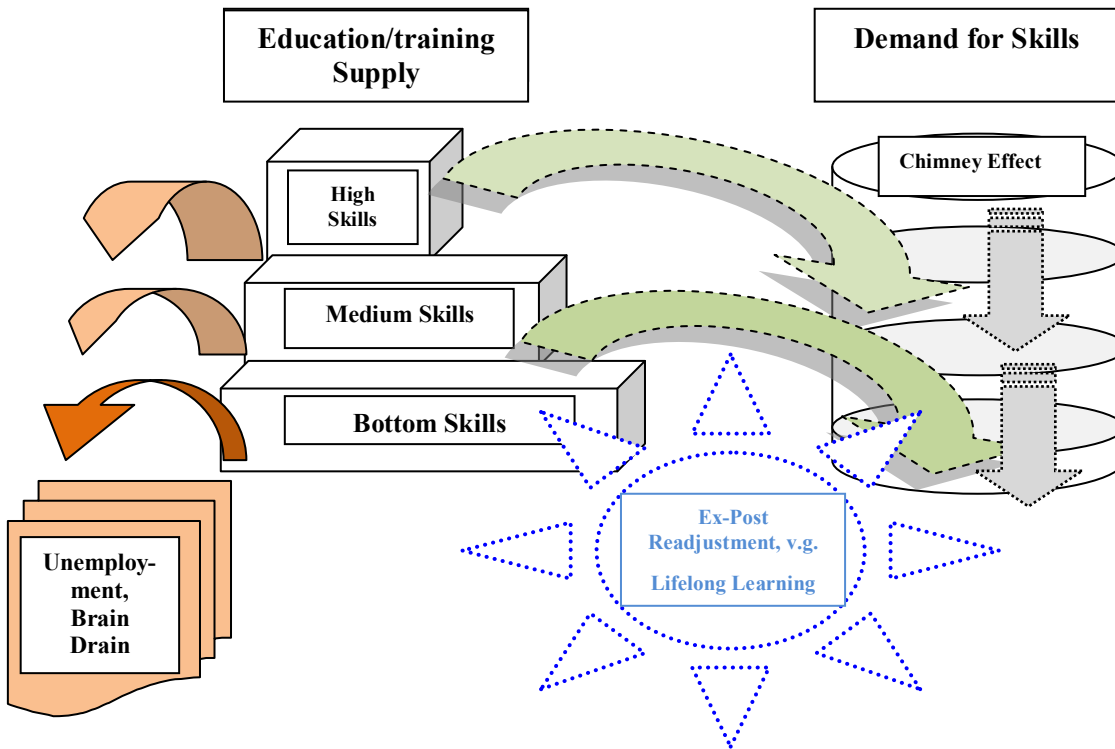 Education/training
Supply
Demand for Skills
Chimney Effect
High
Skills
Medium Skills
Bottom Skills
Ex-Post
Readjustment, v.g.
Lifelong Learning
Unemploy-
ment,
Brain
Drain